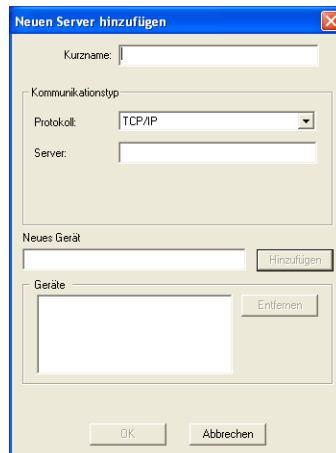 Neuen Server hinzufügen
Kurzname:
Kommunikationstyp
Protokoll: TCP/IP
Server:
Neues Gerät
Hinzufügen
Geräte
Entfernen
OK Abbrechen